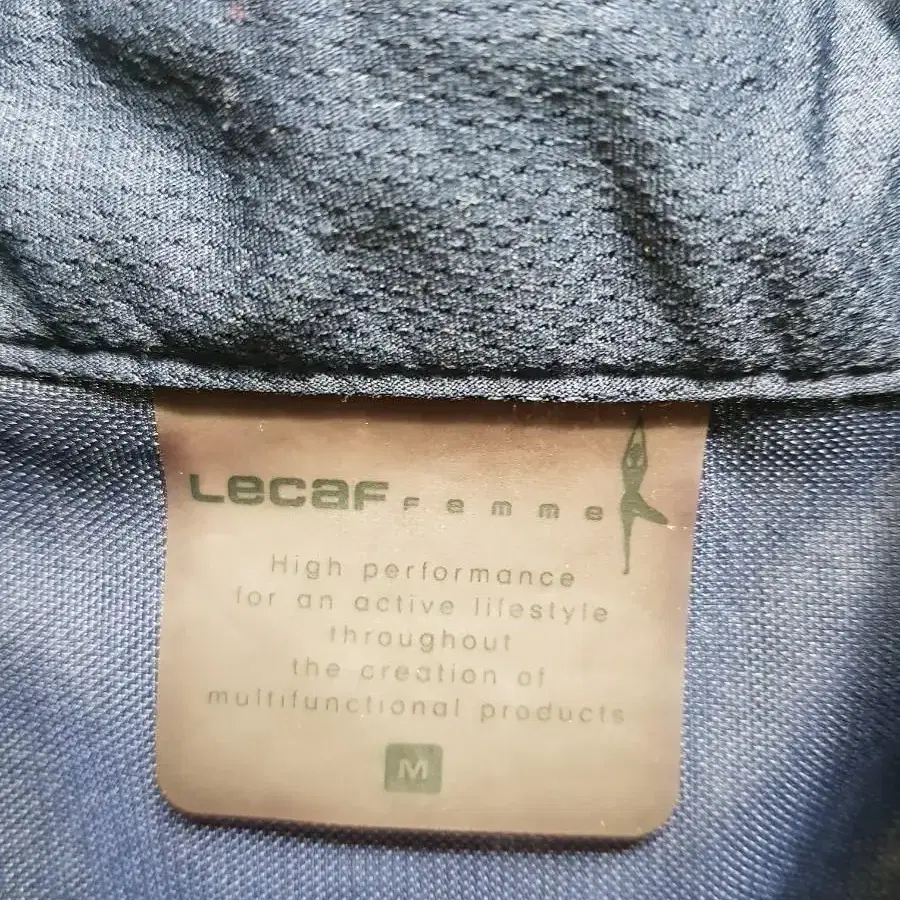 Lecaf Femme
High performance
for an active lifestyle
throughout
the creation of
multifunctional products
M